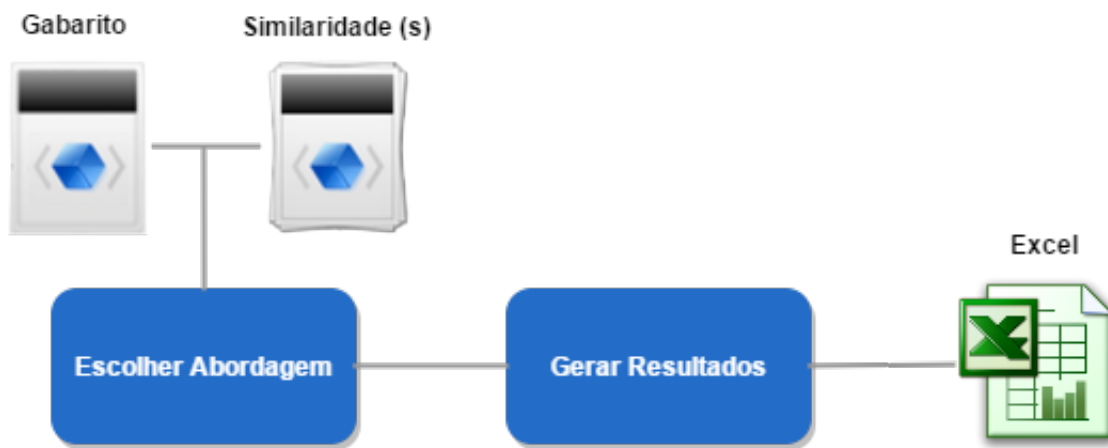 Gabarito
Similaridade (s)
Excel
Escolher Abordagem
Gerar Resultados